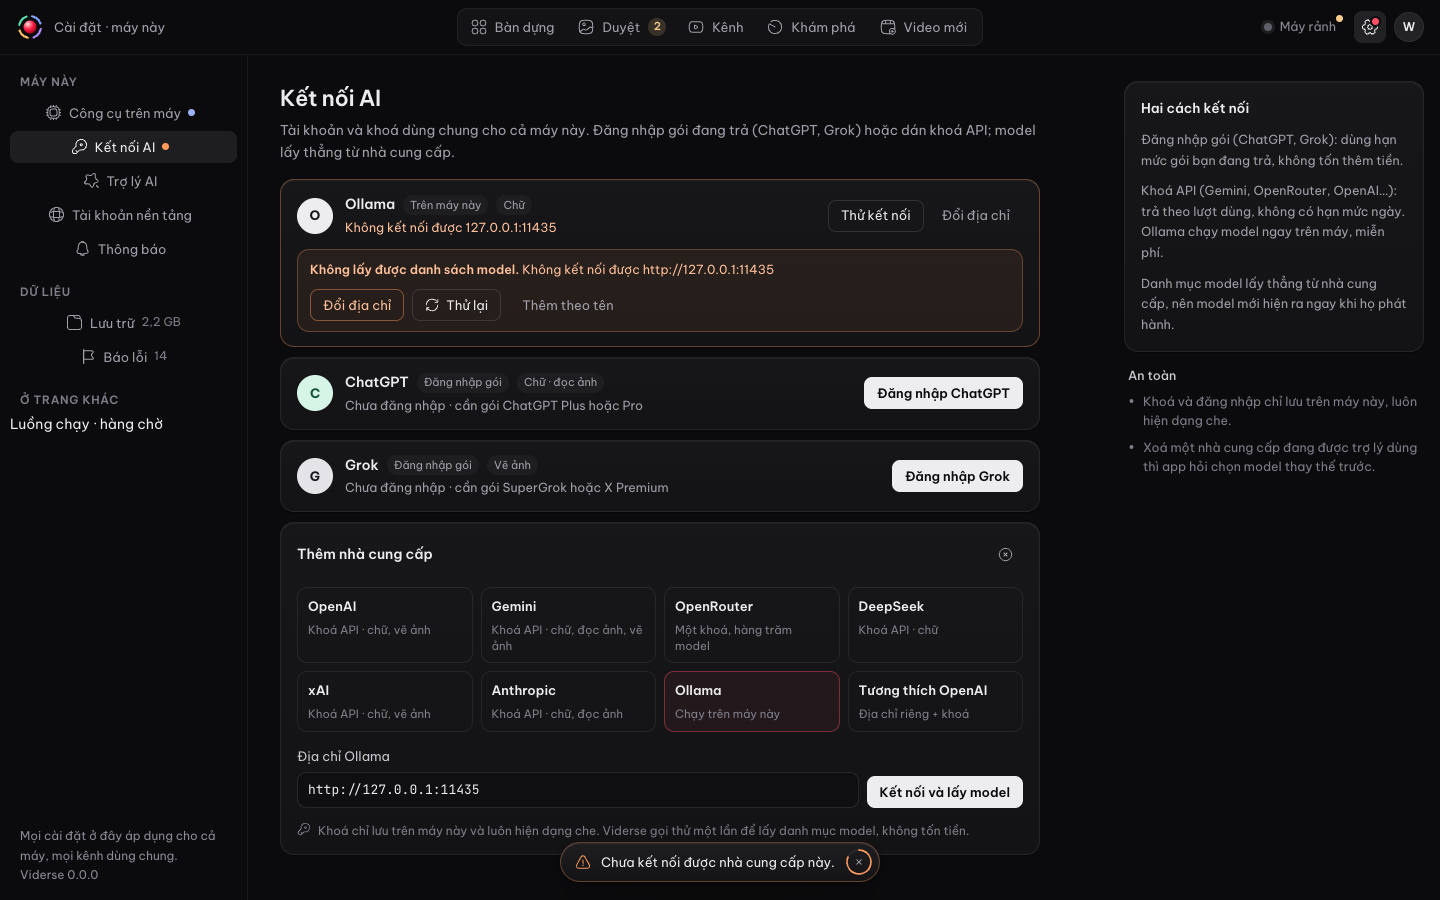 Cài đặt · máy này
Bàn dựng
Duyệt 2
Kênh
Khám phá
Video mới
Máy rảnh
W
MÁY NÀY
Công cụ trên máy
Kết nối AI
Trợ lý AI
Tài khoản nền tảng
Thông báo
DỮ LIỆU
Lưu trữ 2,2 GB
Báo lỗi 14
Ở TRANG KHÁC
Luồng chạy · hàng chờ
Mọi cài đặt ở đây áp dụng cho cả
máy, mọi kênh dùng chung.
Viderse 0.0.0
Kết nối AI
Tài khoản và khoá dùng chung cho cả máy này. Đăng nhập gói đang trả (ChatGPT, Grok) hoặc dán khoá API; model
lấy thẳng từ nhà cung cấp.
O
Ollama Trên máy này Chữ
Không kết nối được 127.0.0.1:11435
Thử kết nối
Đổi địa chỉ
Không lấy được danh sách model. Không kết nối được http://127.0.0.1:11435
Đổi địa chỉ
Thử lại
Thêm theo tên
C
ChatGPT Đăng nhập gói Chữ · đọc ảnh
Chưa đăng nhập · cần gói ChatGPT Plus hoặc Pro
Đăng nhập ChatGPT
G
Grok Đăng nhập gói Vẽ ảnh
Chưa đăng nhập · cần gói SuperGrok hoặc X Premium
Đăng nhập Grok
Thêm nhà cung cấp
OpenAI
Khoá API · chữ, vẽ ảnh
Gemini
Khoá API · chữ, đọc ảnh, vẽ
ảnh
OpenRouter
Một khoá, hàng trăm
model
DeepSeek
Khoá API · chữ
xAI
Khoá API · chữ, vẽ ảnh
Anthropic
Khoá API · chữ, đọc ảnh
Ollama
Chạy trên máy này
Tương thích OpenAI
Địa chỉ riêng + khoá
Địa chỉ Ollama
http://127.0.0.1:11435
Kết nối và lấy model
Khoá chỉ lưu trên máy này và luôn hiện dạng che. Viderse gọi thử một lần để lấy danh mục model, không tốn tiền.
Chưa kết nối được nhà cung cấp này.
Hai cách kết nối
Đăng nhập gói (ChatGPT, Grok): dùng hạn
mức gói bạn đang trả, không tốn thêm tiền.
Khoá API (Gemini, OpenRouter, OpenAI...):
trả theo lượt dùng, không có hạn mức ngày.
Ollama chạy model ngay trên máy, miễn
phí.
Danh mục model lấy thẳng từ nhà cung
cấp, nên model mới hiện ra ngay khi họ phát
hành.
An toàn
• Khoá và đăng nhập chỉ lưu trên máy này, luôn
hiện dạng che.
• Xoá một nhà cung cấp đang được trợ lý dùng
thì app hỏi chọn model thay thế trước.